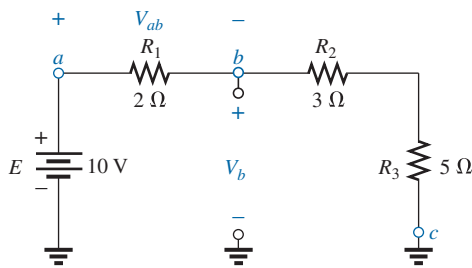 + V_ab −
a R_1 b R_2
2 Ω 3 Ω
+ +
E 10 V V_b R_3 5 Ω
− −
c